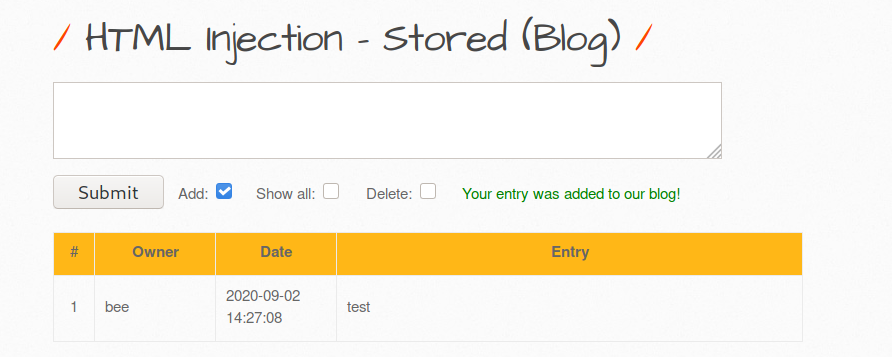 / HTML Injection - Stored (Blog) /
Submit Add: Show all: Delete: Your entry was added to our blog!
# Owner Date Entry
1 bee 2020-09-02 14:27:08 test